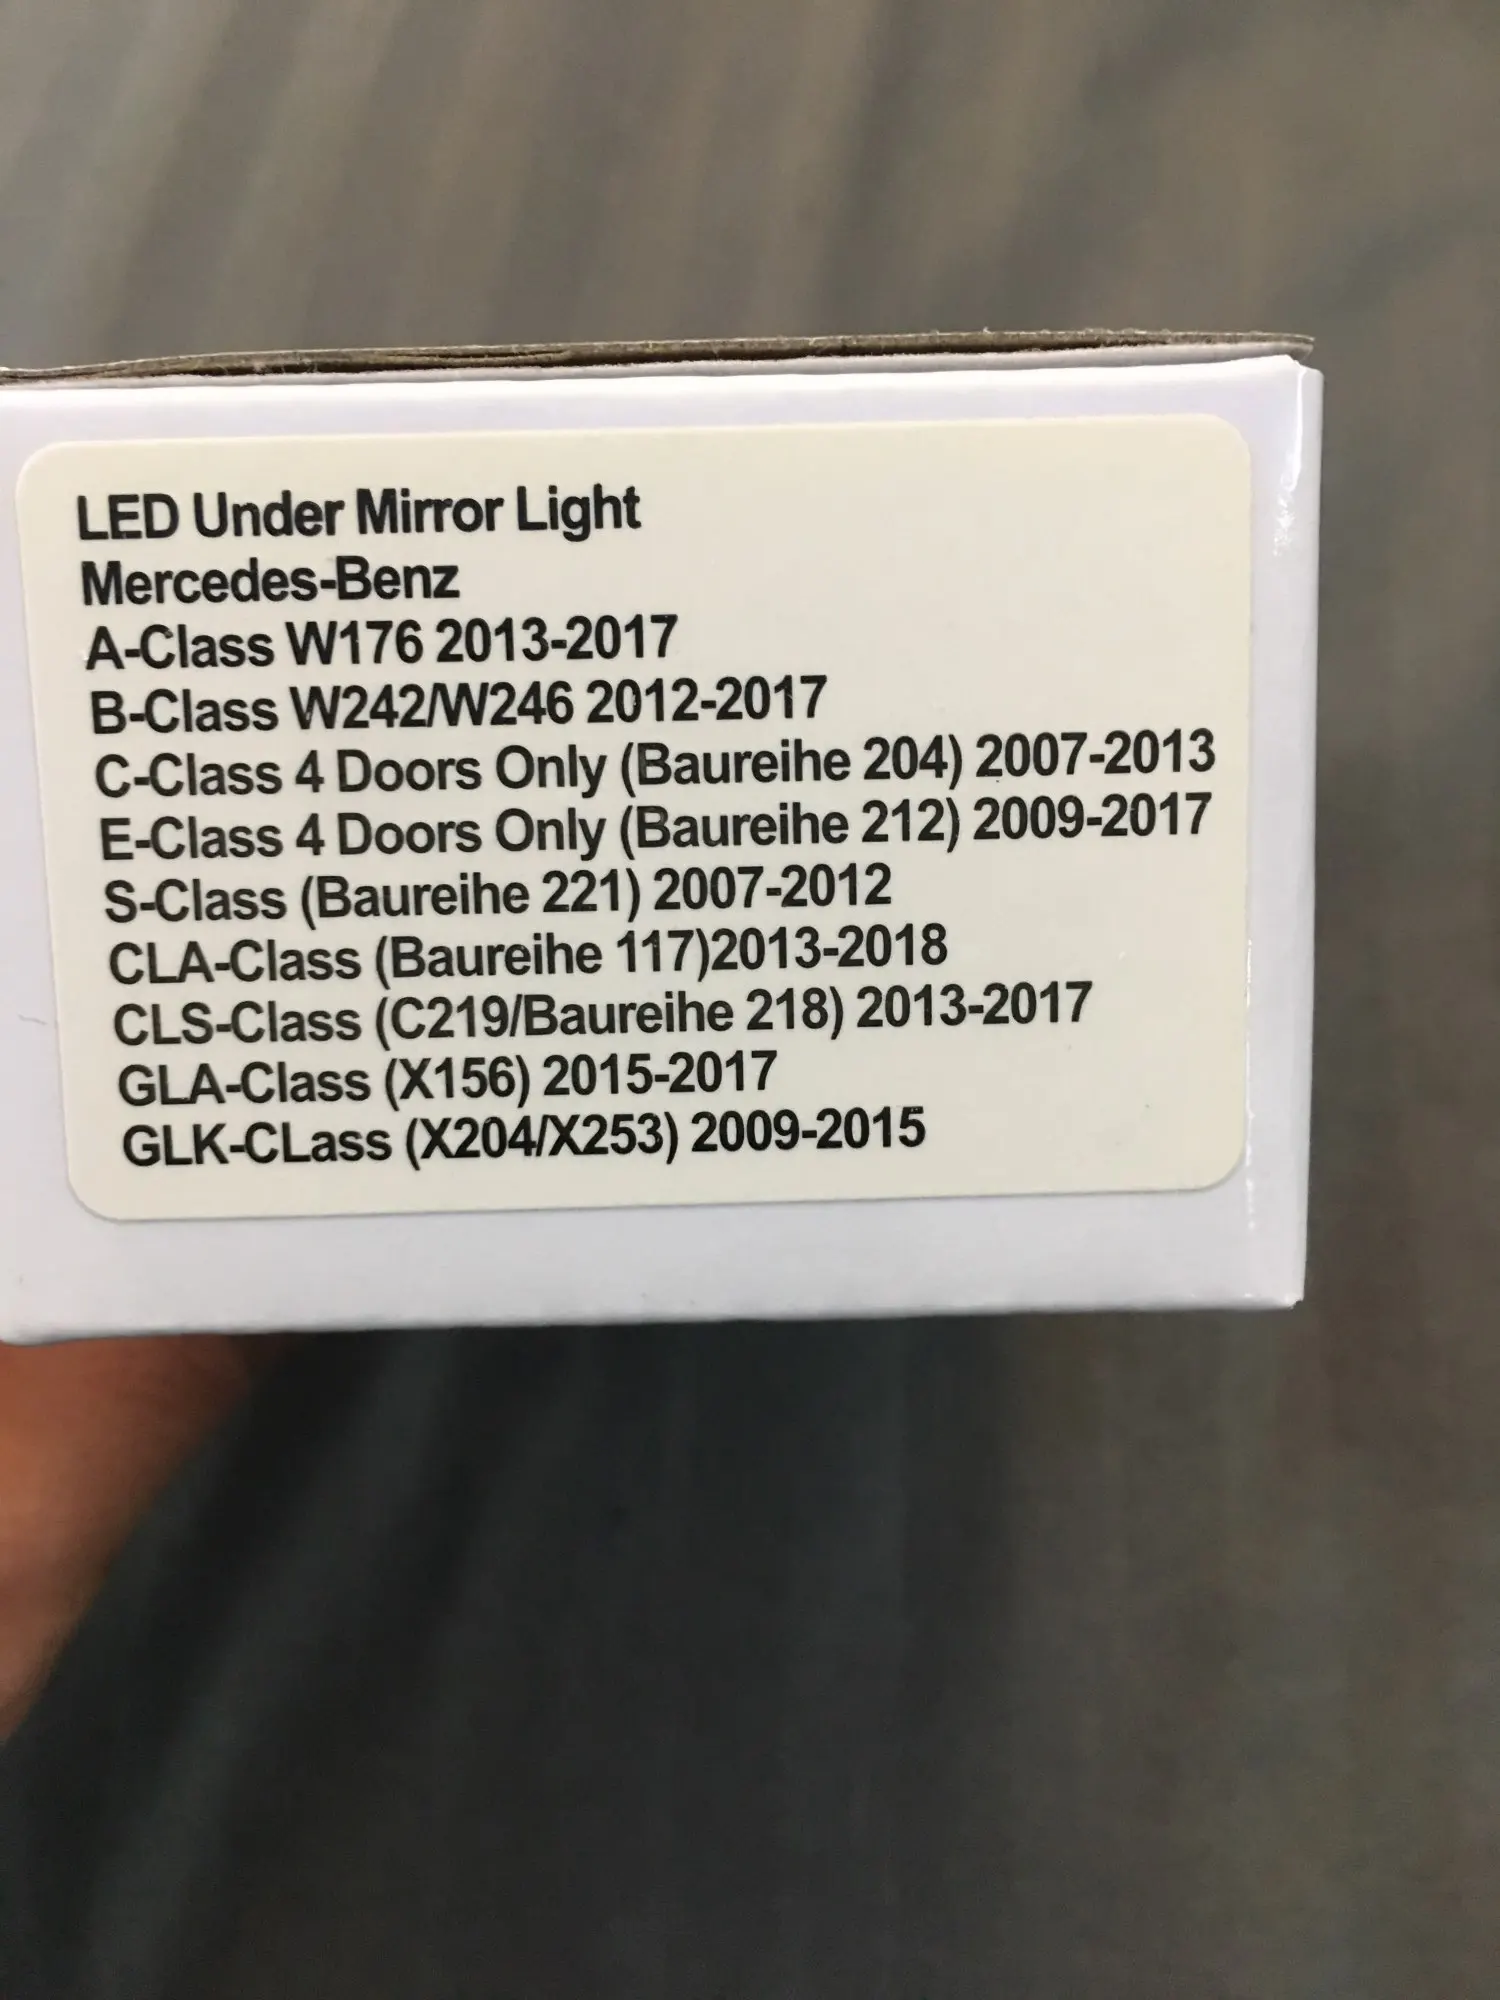 LED Under Mirror Light
Mercedes-Benz
A-Class W176 2013-2017
B-Class W242/W246 2012-2017
C-Class 4 Doors Only (Baureihe 204) 2007-2013
E-Class 4 Doors Only (Baureihe 212) 2009-2017
S-Class (Baureihe 221) 2007-2012
CLA-Class (Baureihe 117)2013-2018
CLS-Class (C219/Baureihe 218) 2013-2017
GLA-Class (X156) 2015-2017
GLK-CLass (X204/X253) 2009-2015